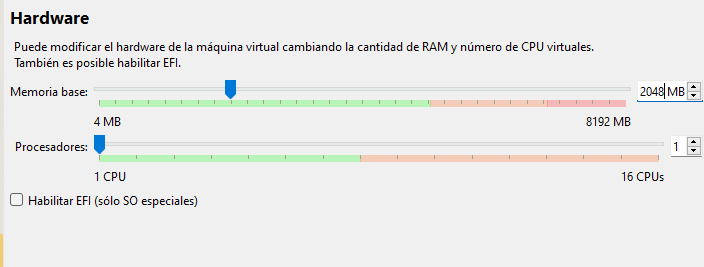 Hardware
Puede modificar el hardware de la máquina virtual cambiando la cantidad de RAM y número de CPU virtuales.
También es posible habilitar EFI.
Memoria base: 2048 MB
4 MB 8192 MB
Procesadores: 1
1 CPU 16 CPUs
Habilitar EFI (sólo SO especiales)